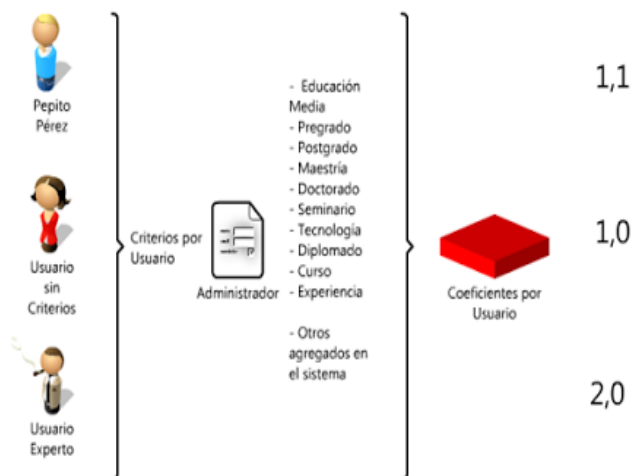 Pepito
Pérez
Usuario
sin
Criterios
Usuario
Experto
Criterios por
Usuario
Administrador
- Educación
Media
- Pregrado
- Postgrado
- Maestría
- Doctorado
- Seminario
- Tecnología
- Diplomado
- Curso
- Experiencia
- Otros
agregados en
el sistema
Coeficientes por
Usuario
1,1
1,0
2,0